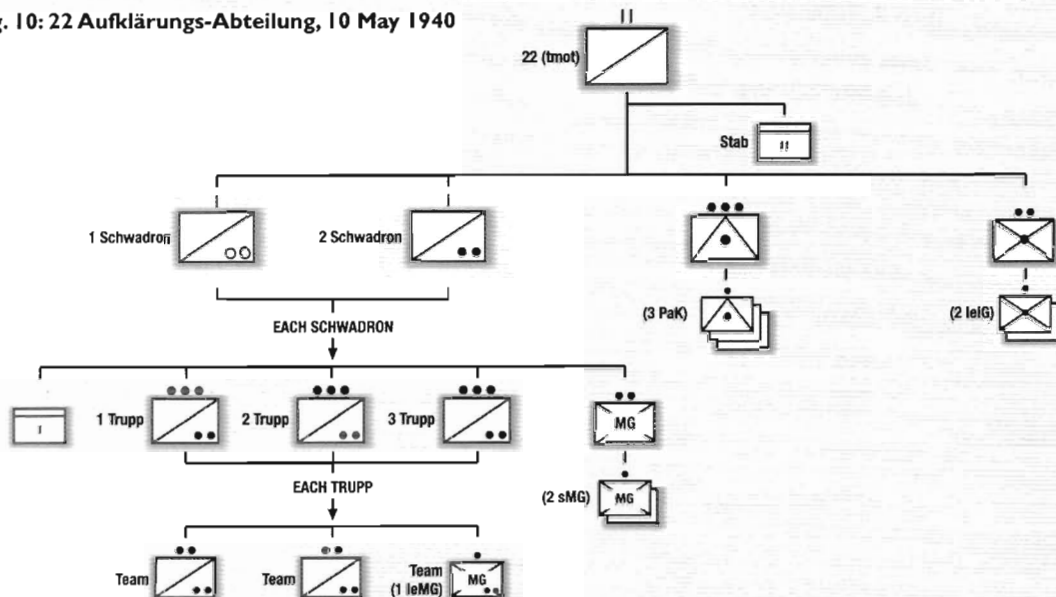 g. 10: 22 Aufklärungs-Abteilung, 10 May 1940
II
22 (tmot)
Stab
II
1 Schwadron
2 Schwadron
(3 PaK)
(2 leIG)
EACH SCHWADRON
I
1 Trupp
2 Trupp
3 Trupp
MG
(2 sMG)
MG
EACH TRUPP
Team
Team
Team
(1 leMG)
MG